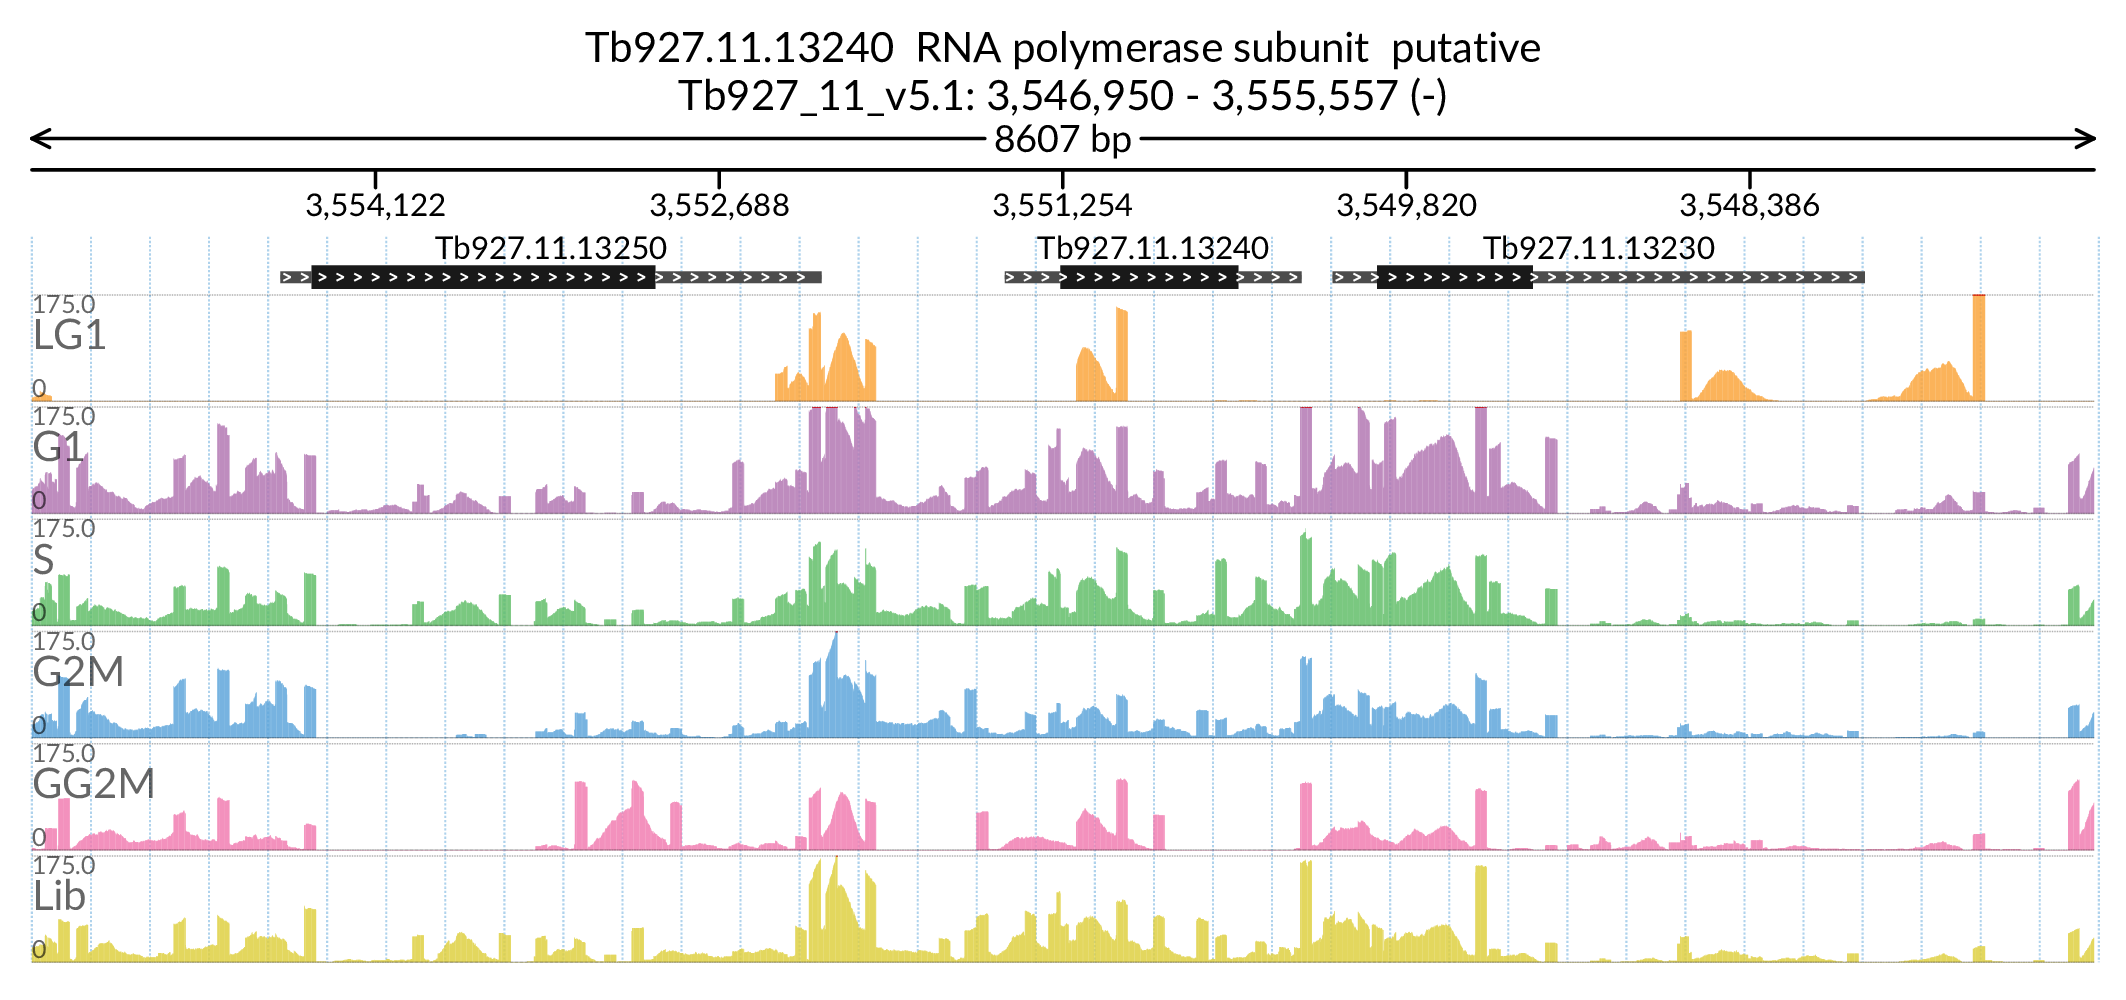 Tb927.11.13240 RNA polymerase subunit putative
Tb927_11_v5.1: 3,546,950 - 3,555,557 (-)
8607 bp
3,554,122 3,552,688 3,551,254 3,549,820 3,548,386
Tb927.11.13250 Tb927.11.13240 Tb927.11.13230
175.0
LG1
0
175.0
G1
0
175.0
S
0
175.0
G2M
0
175.0
GG2M
0
175.0
Lib
0